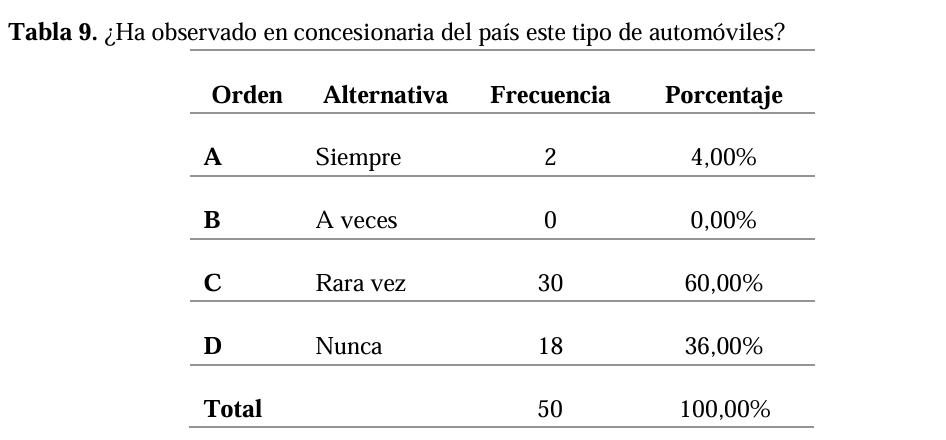 Tabla 9. ¿Ha observado en concesionaria del país este tipo de automóviles?
Orden Alternativa Frecuencia Porcentaje
A Siempre 2 4,00%
B A veces 0 0,00%
C Rara vez 30 60,00%
D Nunca 18 36,00%
Total 50 100,00%